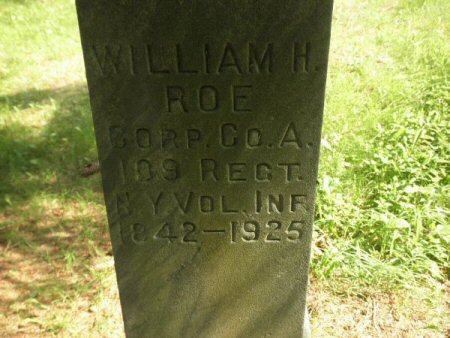 WILLIAM H.
ROE
CORP. CO. A.
109 REGT.
N Y VOL. INF
1842–1925